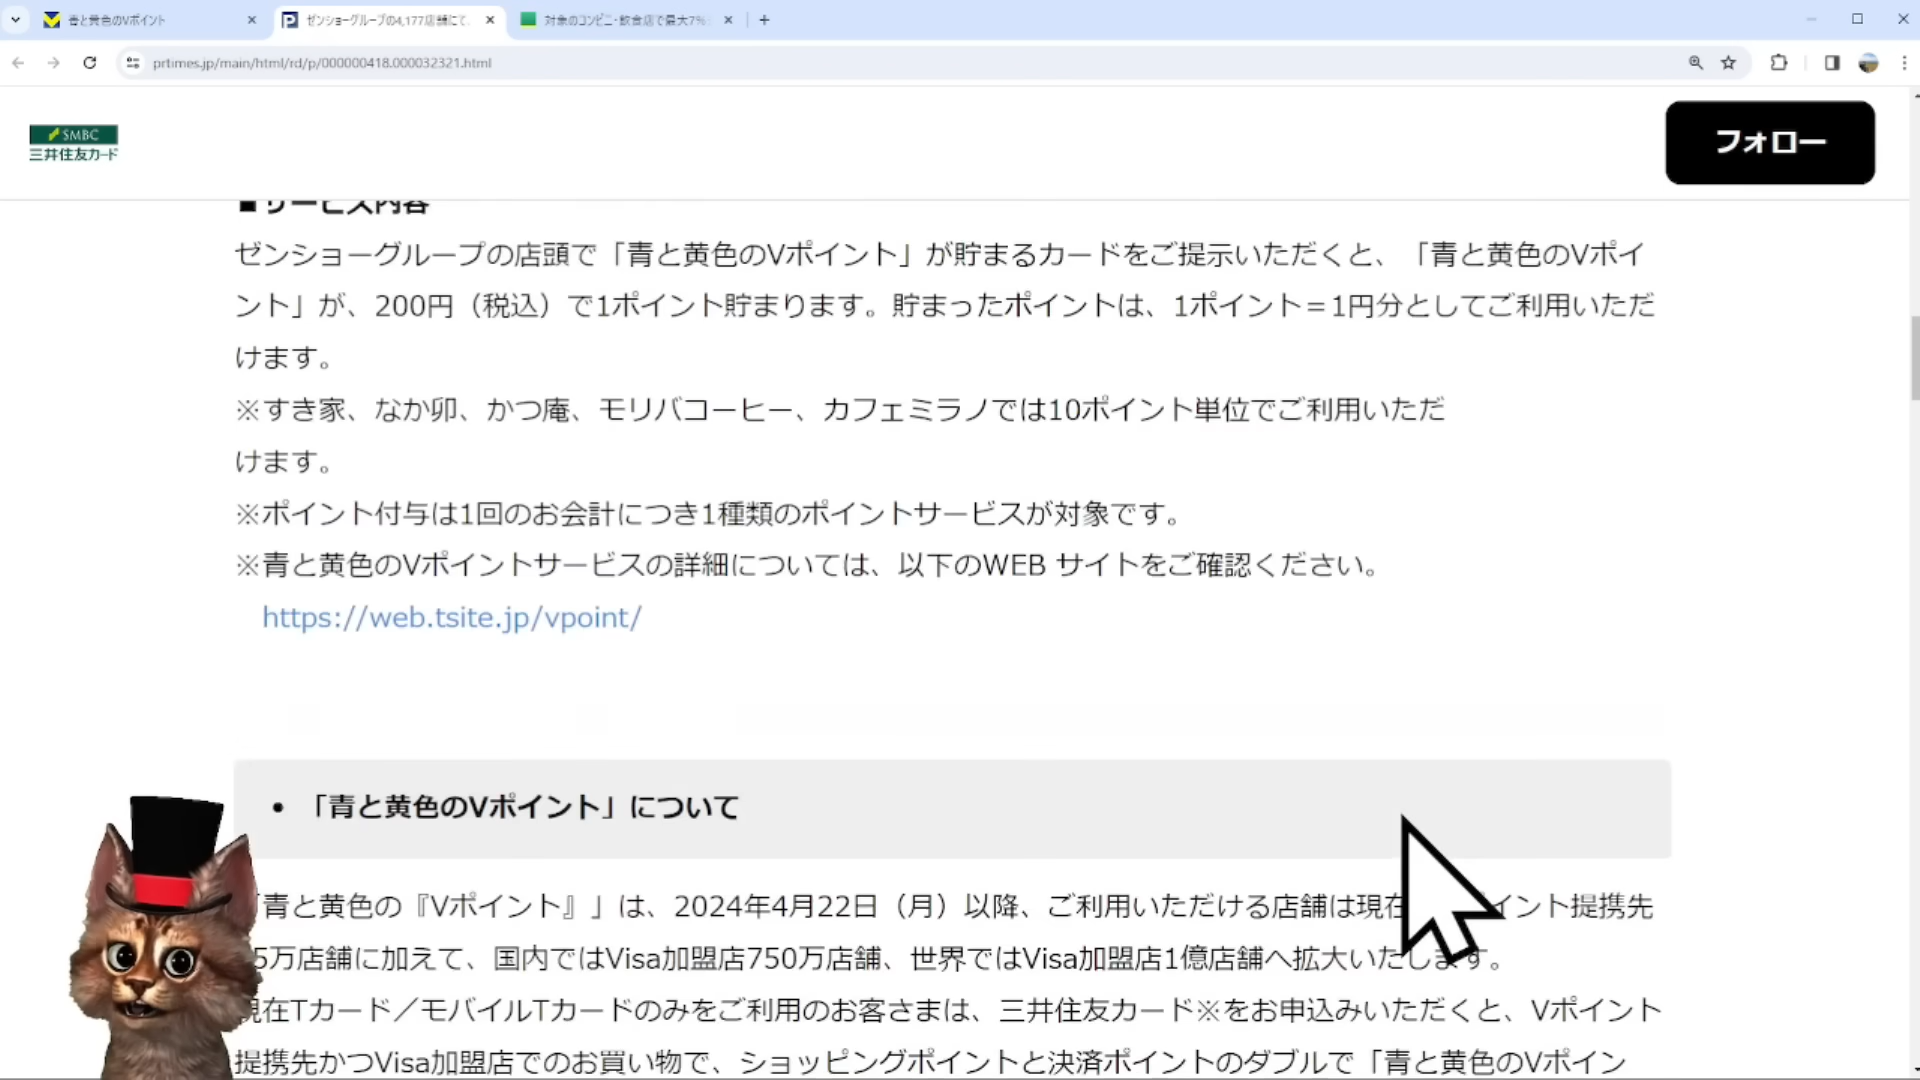 青と黄色のVポイント
ゼンショーグループの4,177店舗にて
対象のコンビニ・飲食店で最大7%
prtimes.jp/main/html/rd/p/000000418.000032321.html
SMBC
三井住友カード
フォロー
■サービス内容
ゼンショーグループの店頭で「青と黄色のVポイント」が貯まるカードをご提示いただくと、「青と黄色のVポイ
ント」が、200円（税込）で1ポイント貯まります。貯まったポイントは、1ポイント＝1円分としてご利用いただ
けます。
※すき家、なか卯、かつ庵、モリバコーヒー、カフェミラノでは10ポイント単位でご利用いただ
けます。
※ポイント付与は1回のお会計につき1種類のポイントサービスが対象です。
※青と黄色のVポイントサービスの詳細については、以下のWEB サイトをご確認ください。
https://web.tsite.jp/vpoint/
• 「青と黄色のVポイント」について
「青と黄色の『Vポイント』」は、2024年4月22日（月）以降、ご利用いただける店舗は現在 イント提携先
5万店舗に加えて、国内ではVisa加盟店750万店舗、世界ではVisa加盟店1億店舗へ拡大いたします。
現在Tカード／モバイルTカードのみをご利用のお客さまは、三井住友カード※をお申込みいただくと、Vポイント
提携先かつVisa加盟店でのお買い物で、ショッピングポイントと決済ポイントのダブルで「青と黄色のVポイン